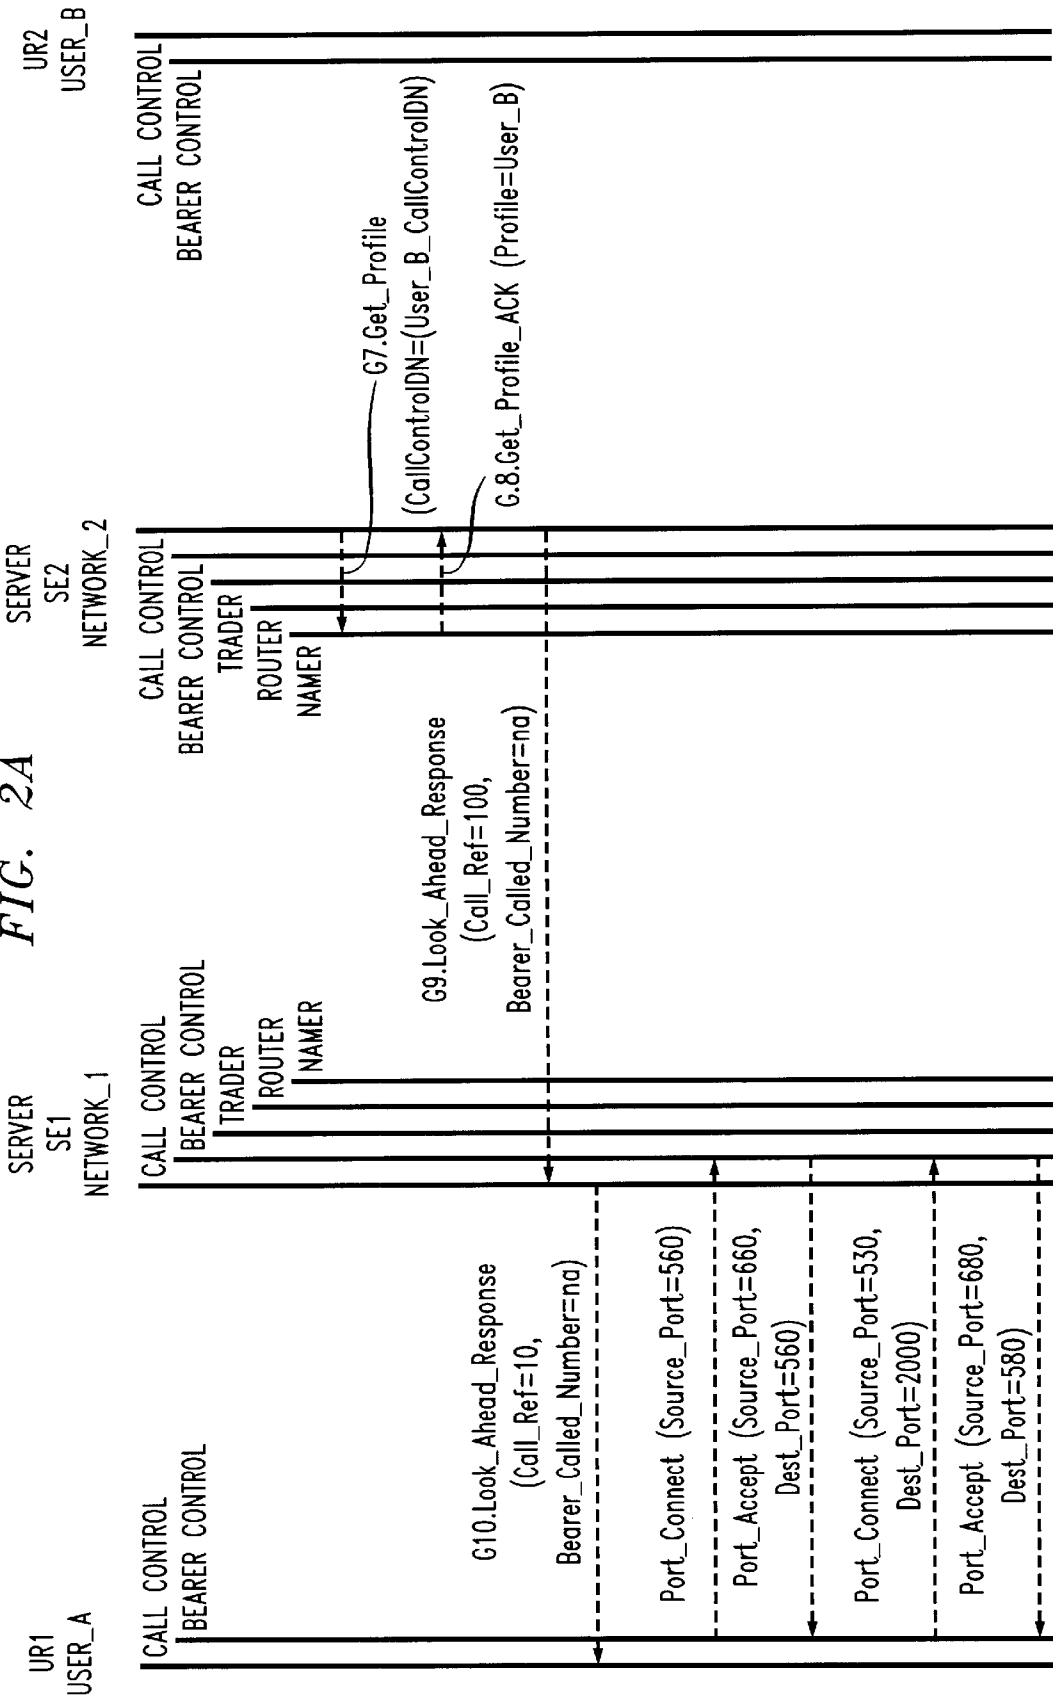 FIG. 2A
UR1
USER_A
CALL CONTROL
BEARER CONTROL
SERVER
SE1
NETWORK_1
CALL CONTROL
BEARER CONTROL
TRADER
ROUTER
NAMER
SERVER
SE2
NETWORK_2
CALL CONTROL
BEARER CONTROL
TRADER
ROUTER
NAMER
UR2
USER_B
CALL CONTROL
BEARER CONTROL
G7.Get_Profile
(CallControlDN=(User_B_CallControlDN)
G.8.Get_Profile_ACK (Profile=User_B)
G9.Look_Ahead_Response
(Call_Ref=100,
Bearer_Called_Number=na)
G10.Look_Ahead_Response
(Call_Ref=10,
Bearer_Called_Number=na)
Port_Connect (Source_Port=560)
Port_Accept (Source_Port=660,
Dest_Port=560)
Port_Connect (Source_Port=530,
Dest_Port=2000)
Port_Accept (Source_Port=680,
Dest_Port=580)